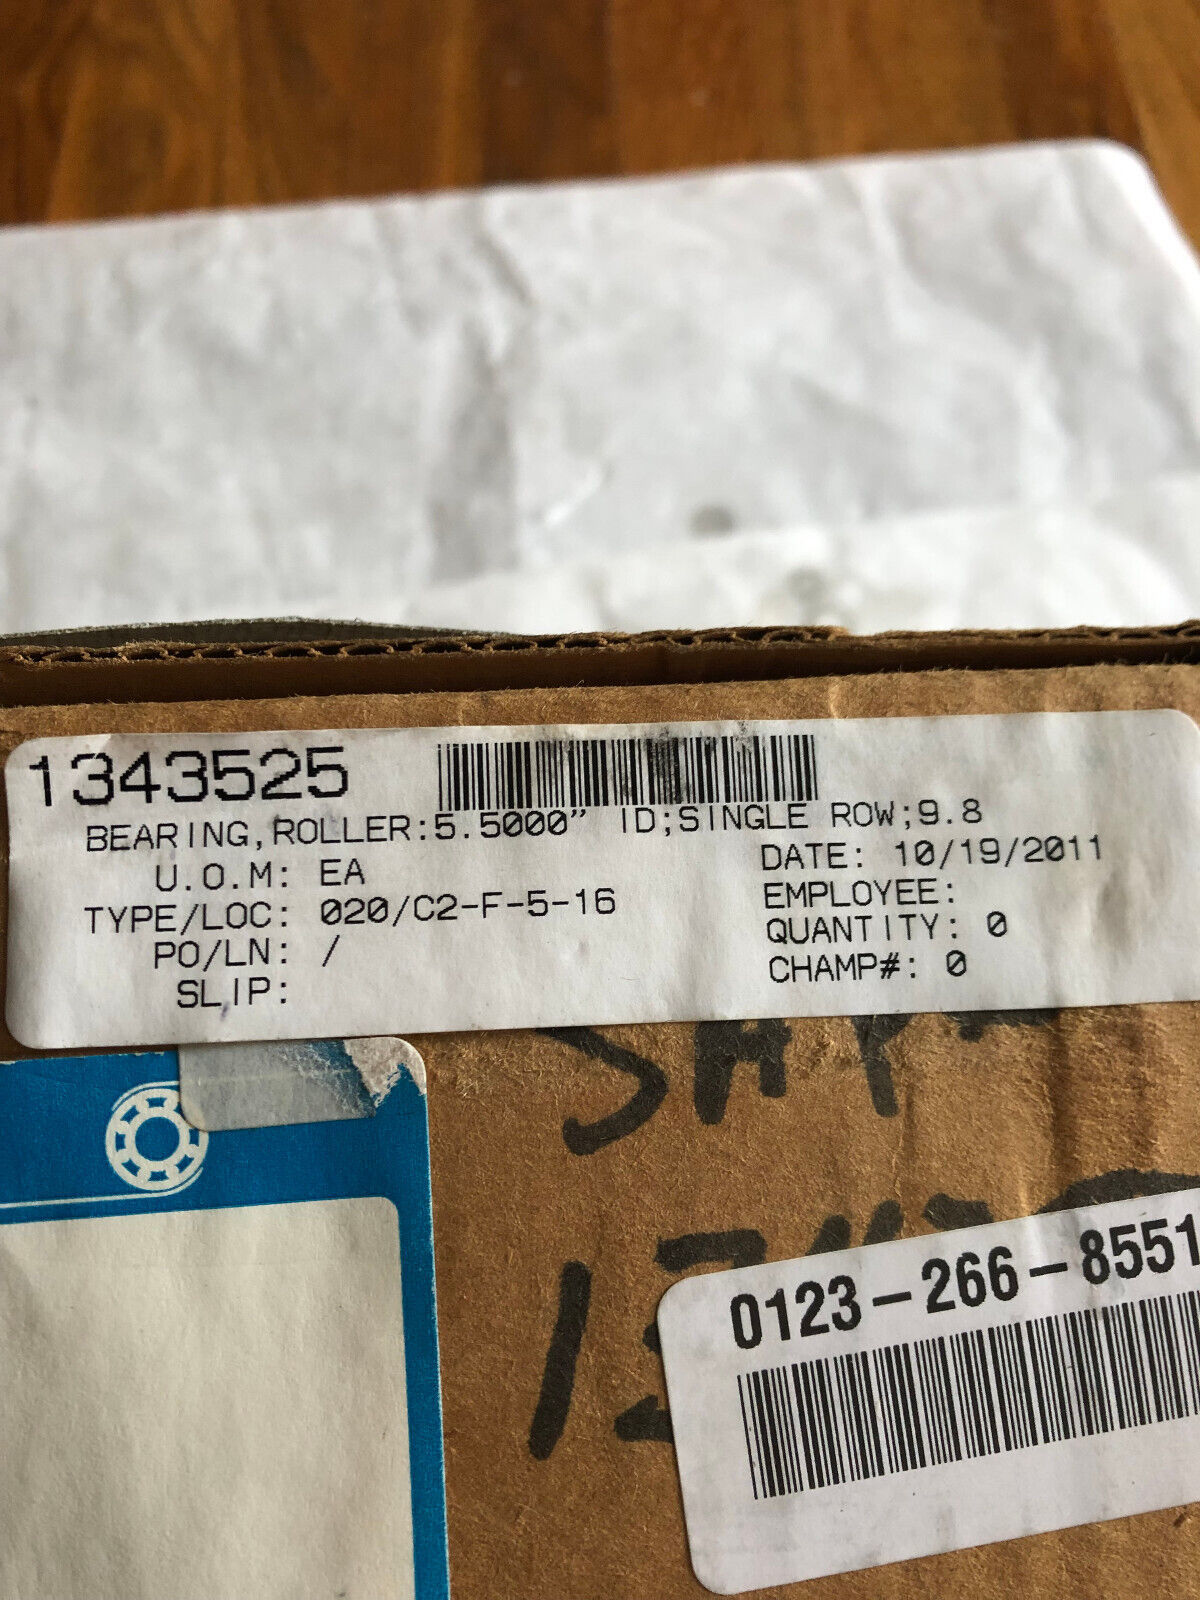 1343525
BEARING,ROLLER:5.5000" ID;SINGLE ROW;9.8
U.O.M: EA
DATE: 10/19/2011
TYPE/LOC: 020/C2-F-5-16
EMPLOYEE:
PO/LN: /
QUANTITY: 0
SLIP:
CHAMP#: 0
0123-266-8551